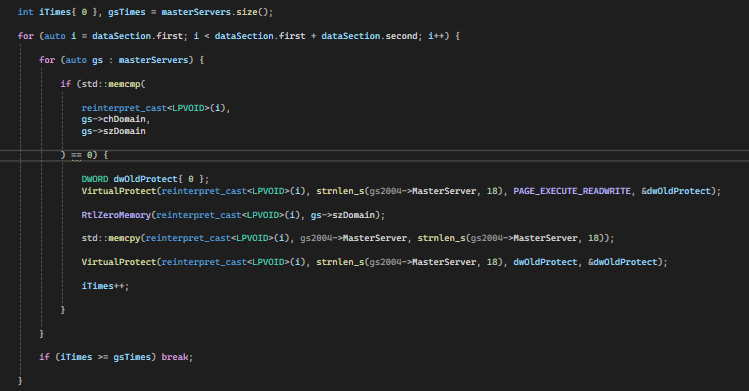 int iTimes{ 0 }, gsTimes = masterServers.size();
for (auto i = dataSection.first; i < dataSection.first + dataSection.second; i++) {
for (auto gs : masterServers) {
if (std::memcmp(
reinterpret_cast<LPVOID>(i),
gs->chDomain,
gs->szDomain
) == 0) {
DWORD dwOldProtect{ 0 };
VirtualProtect(reinterpret_cast<LPVOID>(i), strnlen_s(gs2004->MasterServer, 18), PAGE_EXECUTE_READWRITE, &dwOldProtect);
RtlZeroMemory(reinterpret_cast<LPVOID>(i), gs->szDomain);
std::memcpy(reinterpret_cast<LPVOID>(i), gs2004->MasterServer, strnlen_s(gs2004->MasterServer, 18));
VirtualProtect(reinterpret_cast<LPVOID>(i), strnlen_s(gs2004->MasterServer, 18), dwOldProtect, &dwOldProtect);
iTimes++;
}
}
if (iTimes >= gsTimes) break;
}